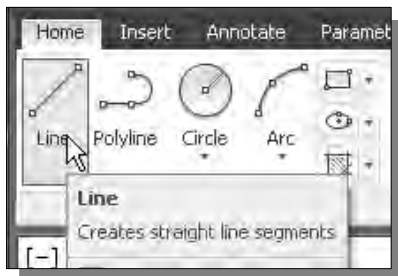 Home Insert Annotate Paramet
Line Polyline Circle Arc
Line
Creates straight line segments
[-]